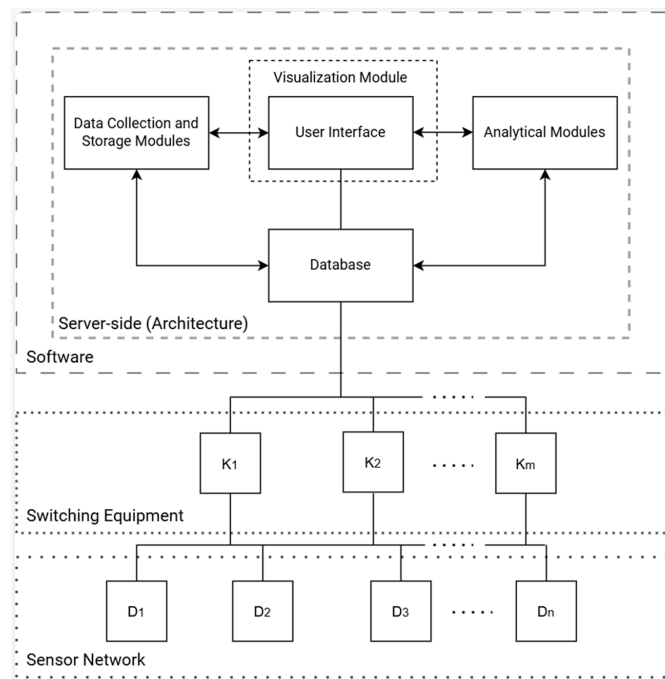 Visualization Module
Data Collection and
Storage Modules
User Interface
Analytical Modules
Database
Server-side (Architecture)
Software
K1
K2
Km
Switching Equipment
D1
D2
D3
Dn
Sensor Network